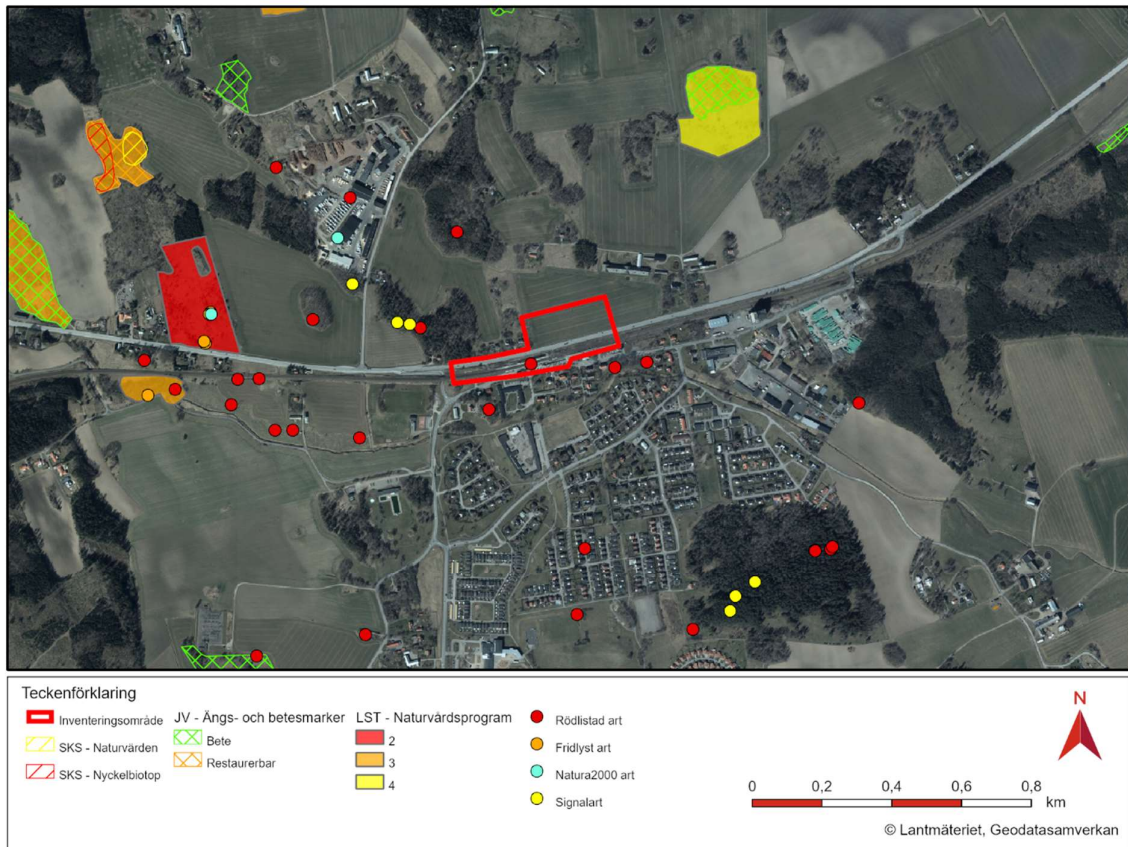 Teckenförklaring
Inventeringsområde
SKS - Naturvärden
SKS - Nyckelbiotop
JV - Ängs- och betesmarker
Bete
Restaurerbar
LST - Naturvårdsprogram
2
3
4
Rödlistad art
Fridlyst art
Natura2000 art
Signalart
N
0 0,2 0,4 0,6 0,8
km
© Lantmäteriet, Geodatasamverkan